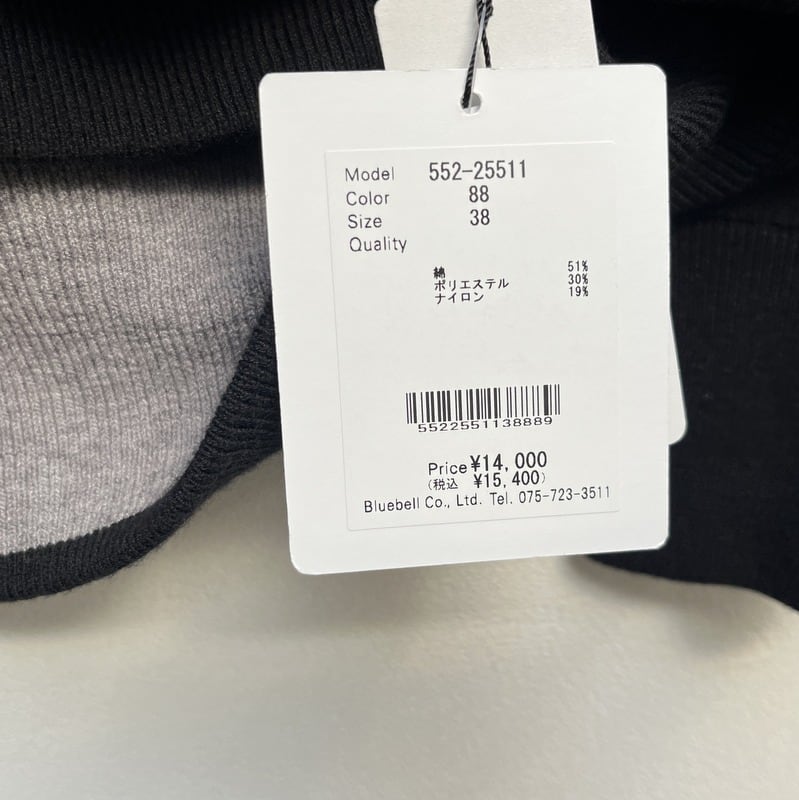 Model 552-25511
Color 88
Size 38
Quality
綿 51%
ポリエステル 30%
ナイロン 19%
5522551138889
Price ¥14,000
(税込 ¥15,400)
Bluebell Co., Ltd. Tel. 075-723-3511